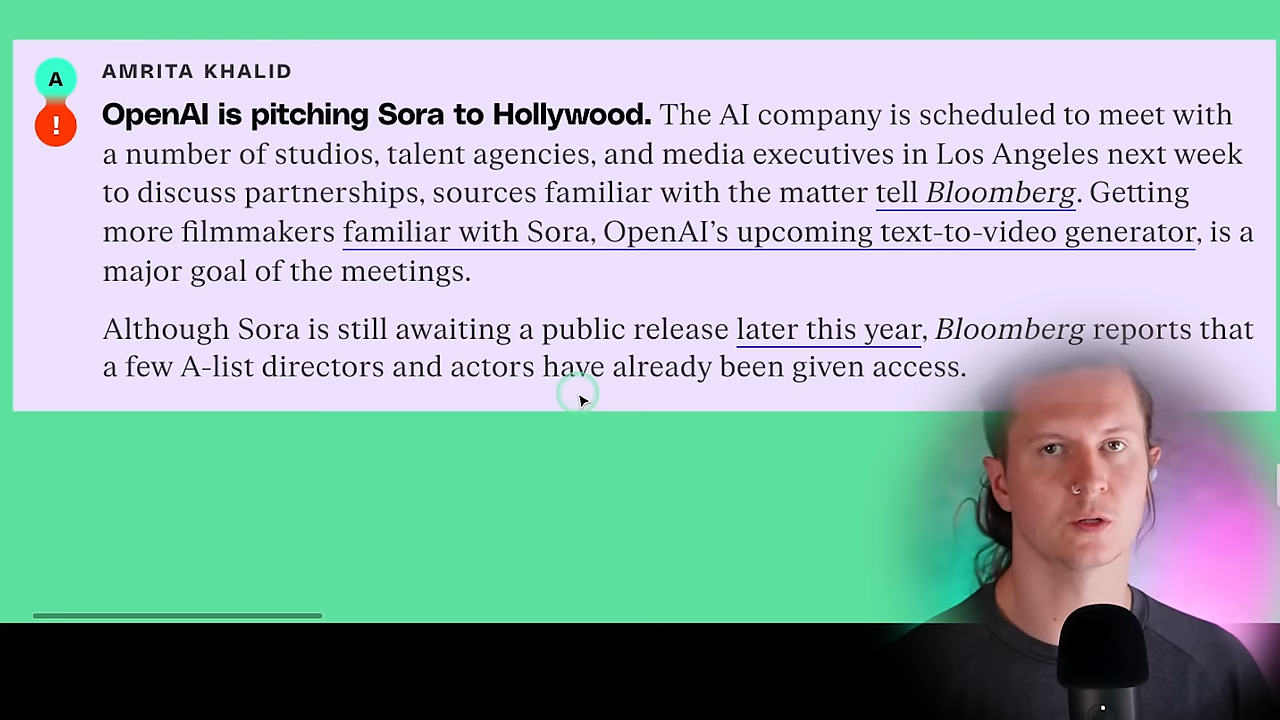 A
AMRITA KHALID
!
OpenAI is pitching Sora to Hollywood. The AI company is scheduled to meet with
a number of studios, talent agencies, and media executives in Los Angeles next week
to discuss partnerships, sources familiar with the matter tell Bloomberg. Getting
more filmmakers familiar with Sora, OpenAI’s upcoming text-to-video generator, is a
major goal of the meetings.
Although Sora is still awaiting a public release later this year, Bloomberg reports that
a few A-list directors and actors have already been given access.